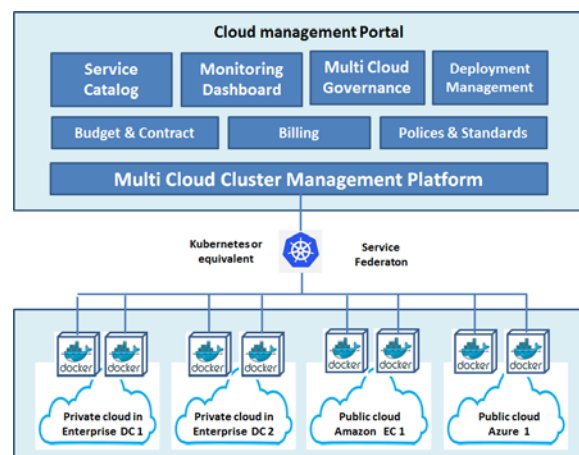 Cloud management Portal
Service
Catalog
Monitoring
Dashboard
Multi Cloud
Governance
Deployment
Management
Budget & Contract
Billing
Polices & Standards
Multi Cloud Cluster Management Platform
Kubernetes or
equivalent
Service
Federaton
docker
docker
docker
docker
docker
docker
docker
docker
Private cloud in
Enterprise DC 1
Private cloud in
Enterprise DC 2
Public cloud
Amazon EC 1
Public cloud
Azure 1